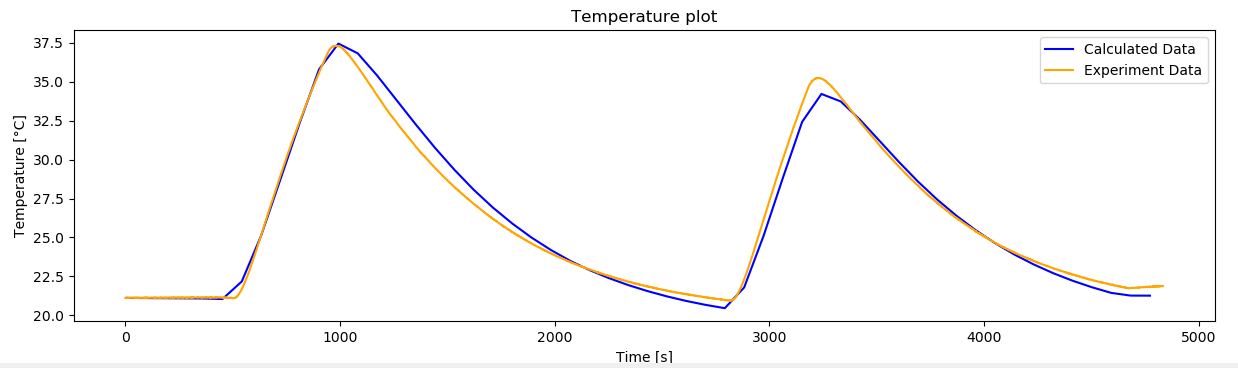 Temperature plot
Calculated Data
Experiment Data
Temperature [°C]
37.5
35.0
32.5
30.0
27.5
25.0
22.5
20.0
0 1000 2000 3000 4000 5000
Time [s]